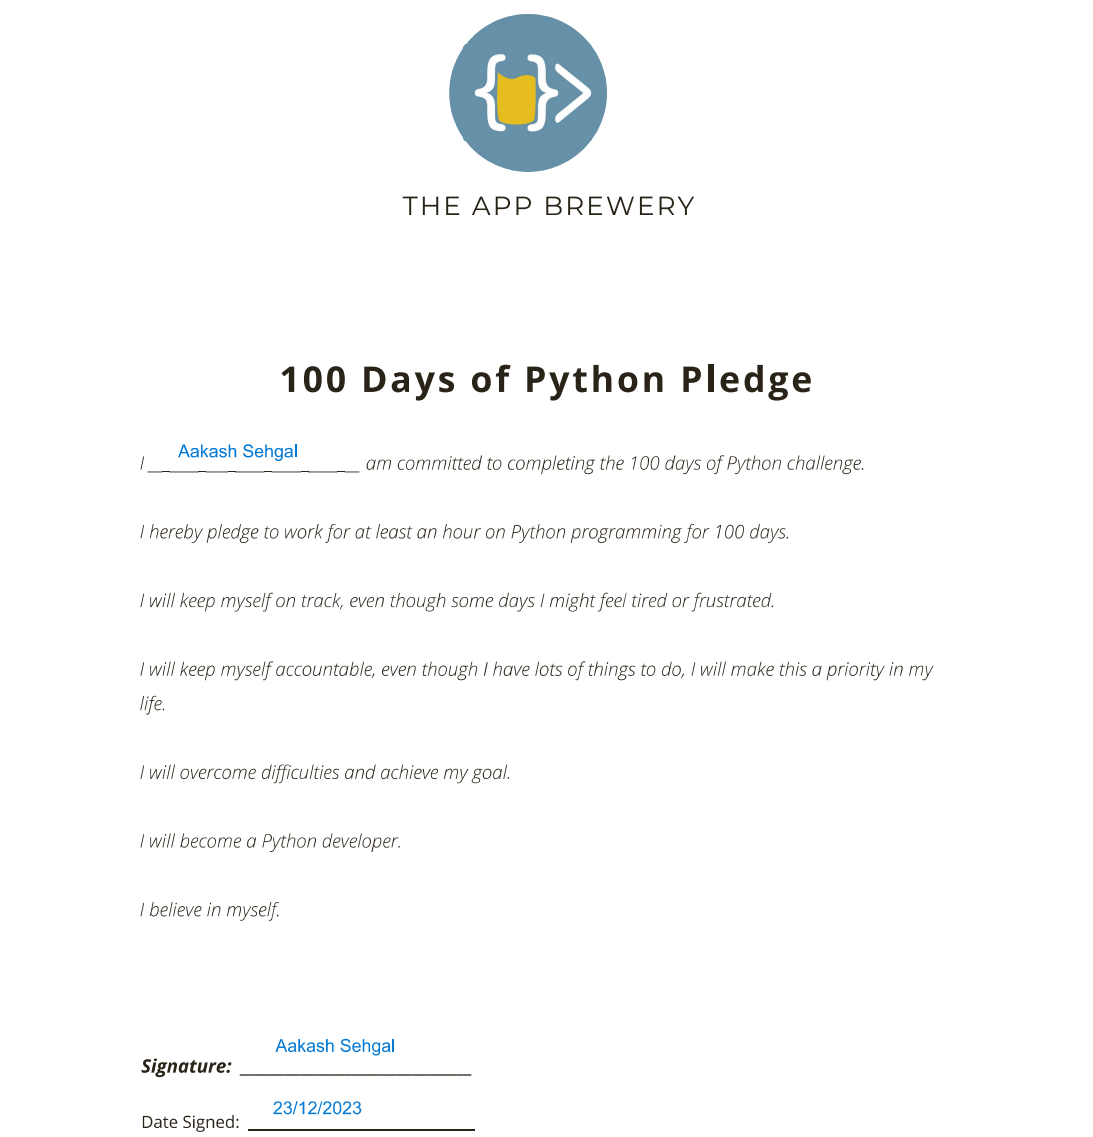 THE APP BREWERY
100 Days of Python Pledge
I Aakash Sehgal am committed to completing the 100 days of Python challenge.
I hereby pledge to work for at least an hour on Python programming for 100 days.
I will keep myself on track, even though some days I might feel tired or frustrated.
I will keep myself accountable, even though I have lots of things to do, I will make this a priority in my
life.
I will overcome difficulties and achieve my goal.
I will become a Python developer.
I believe in myself.
Signature: Aakash Sehgal
Date Signed: 23/12/2023